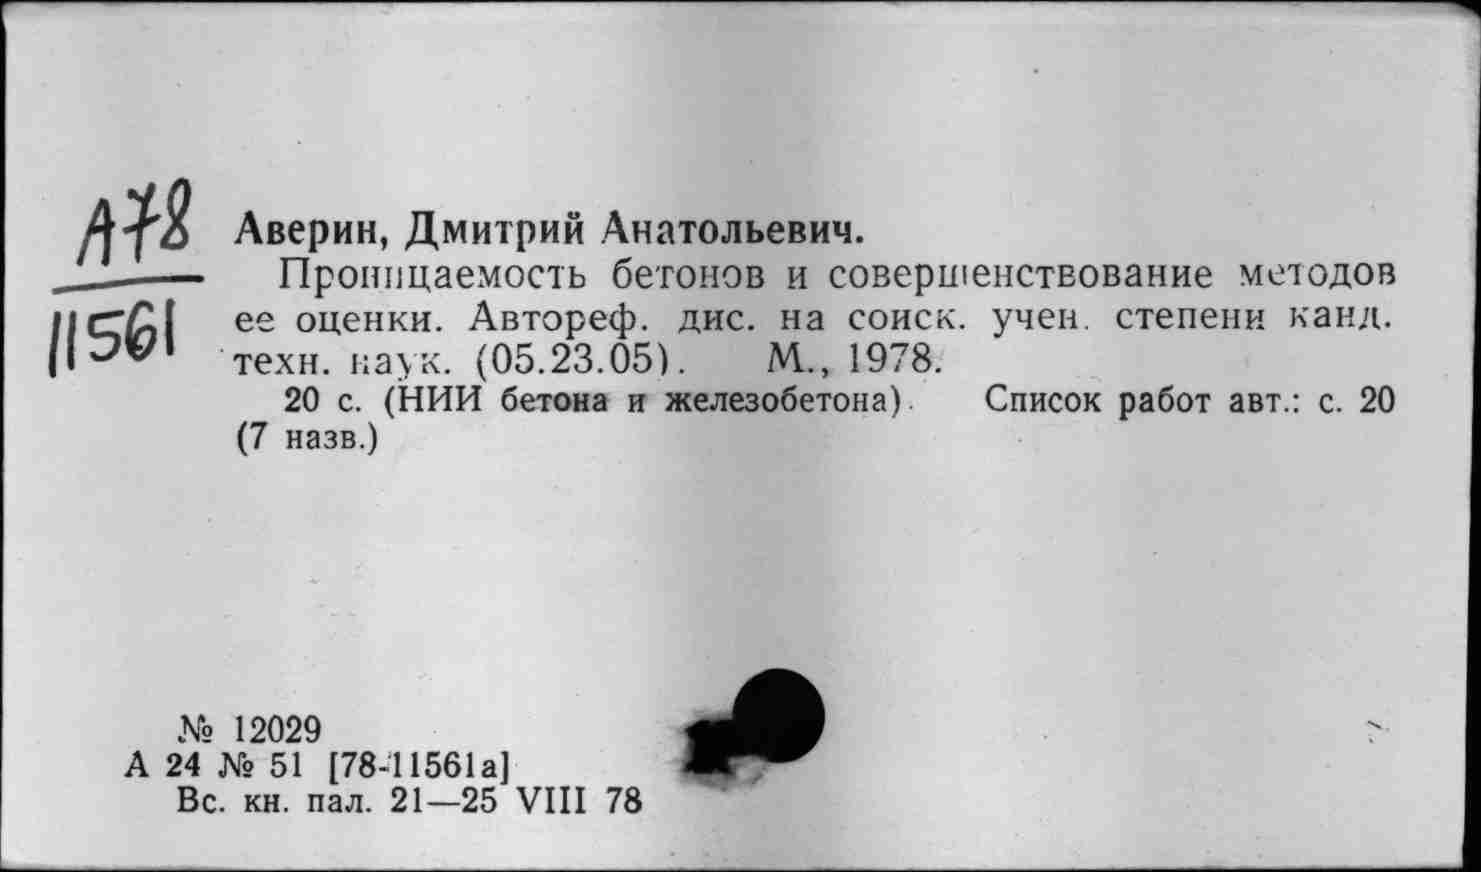 А78
11561
Аверин, Дмитрий Анатольевич.
Проницаемость бетонов и совершенствование методов
ее оценки. Автореф. дис. на соиск. учен. степени канд.
техн. наук. (05.23.05). М., 1978.
20 с. (НИИ бетона и железобетона). Список работ авт.: с. 20
(7 назв.)
№ 12029
А 24 № 51 [78-11561а]
Вс. кн. пал. 21—25 VIII 78